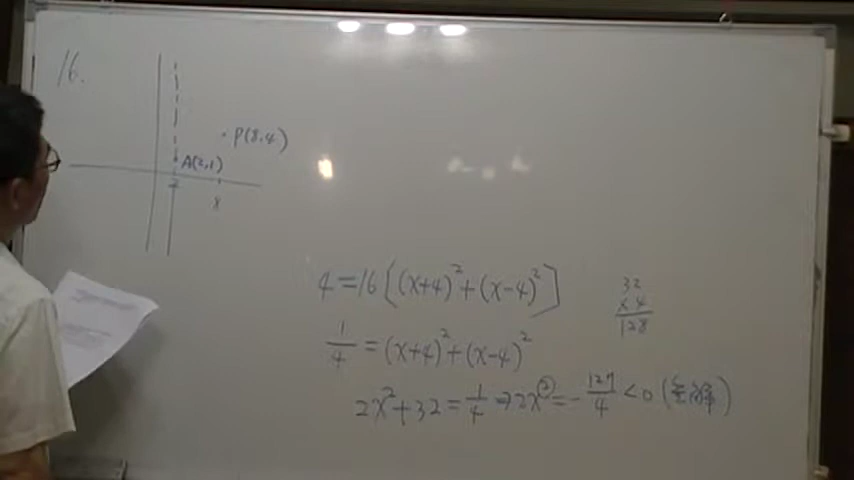 16.
P(8,4)
A(2,1)
2
8
4=16[(x+4)²+(x-4)²]
1/4=(x+4)²+(x-4)²
2x²+32=1/4⇒2x²=-127/4<0(無解)
32
x 4
128